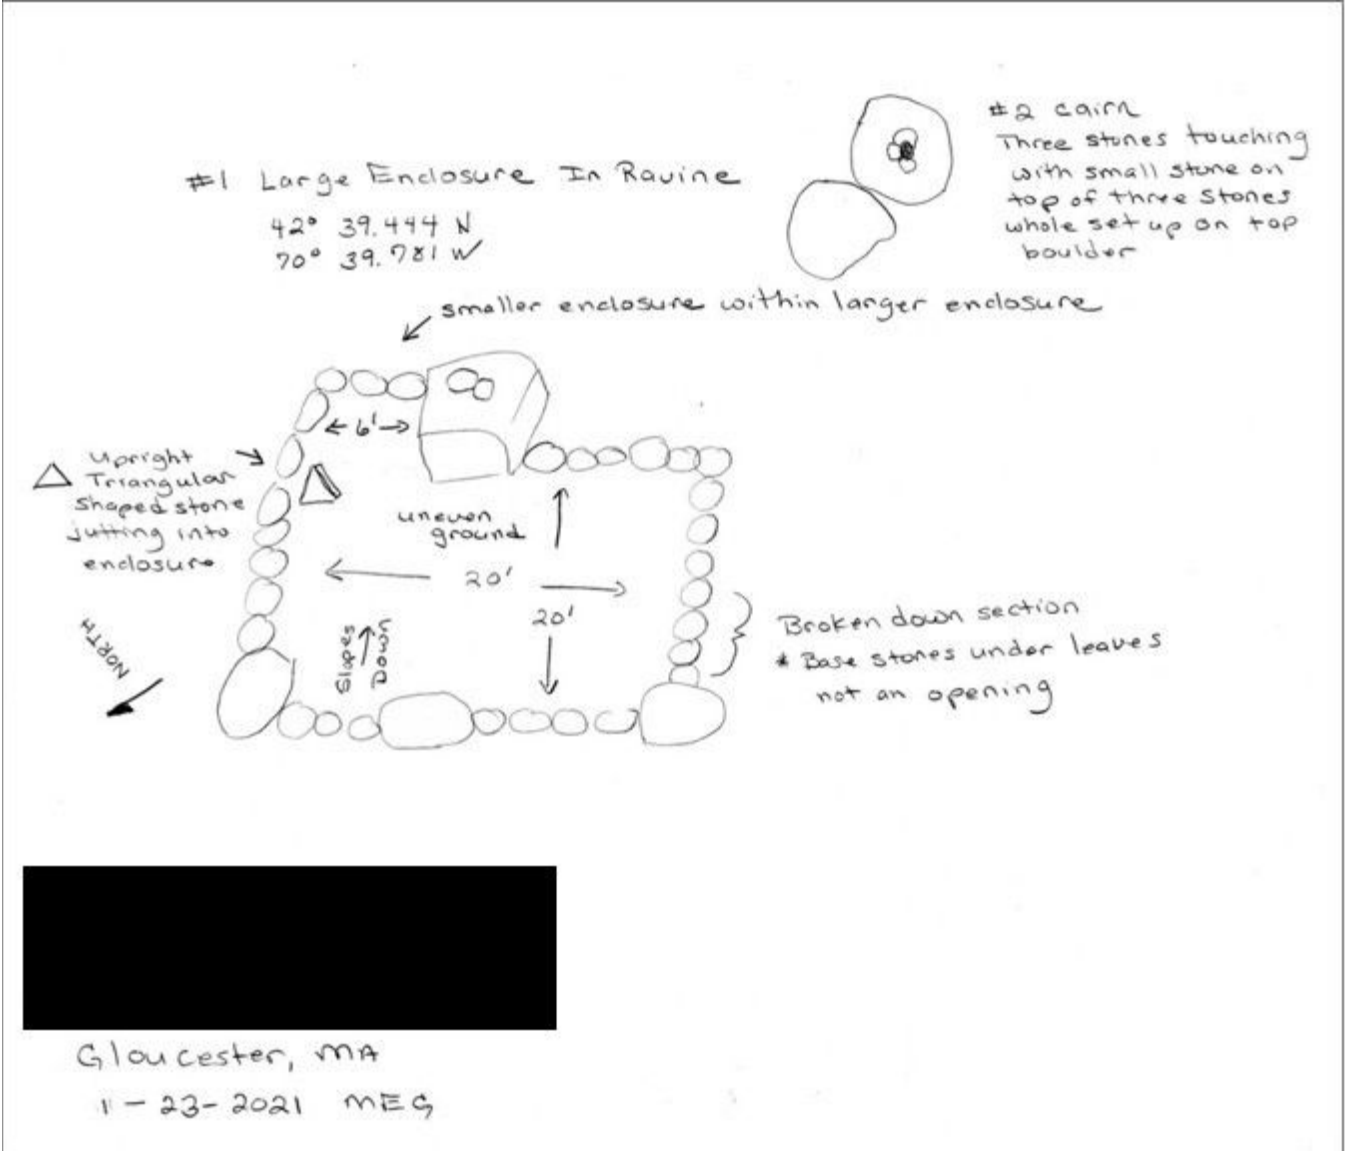 #1 Large Enclosure In Ravine
42° 39.444 N
70° 39.781 W
#2 cairn
Three stones touching
with small stone on
top of three stones
whole set up on top
boulder
smaller enclosure within larger enclosure
6'
upright
Triangular
shaped stone
jutting into
enclosure
uneven
ground
20'
20'
NORTH
Slopes
Down
Broken down section
* Base stones under leaves
not an opening
Gloucester, MA
11-23-2021 MEG